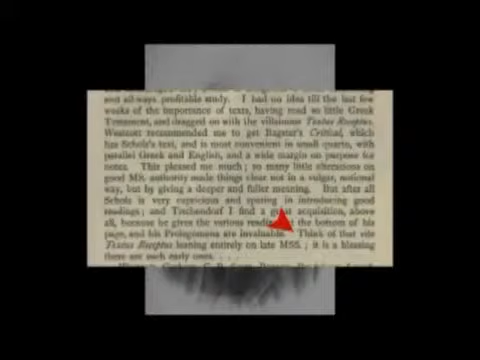 and all-ways profitable study. I had no idea till the last few
weeks of the importance of texts, having read so little Greek
Testament, and dragged on with the villainous Textus Receptus.
Westcott recommended me to get Bagster's Critical, which
has Scholz's text, and is most convenient in small quarto, with
parallel Greek and English, and a wide margin on purpose for
notes. This pleased me much; so many little alterations on
good MS. authority made things clear not in a vulgar, notional
way, but by giving a deeper and fuller meaning. But after all
Scholz is very capricious and sparing in introducing good
readings; and Tischendorf I find a great acquisition, above
all, because he gives the various readings at the bottom of his
page, and his Prolegomena are invaluable. Think of that vile
Textus Receptus leaning entirely on late MSS.; it is a blessing
there are such early ones. . . .